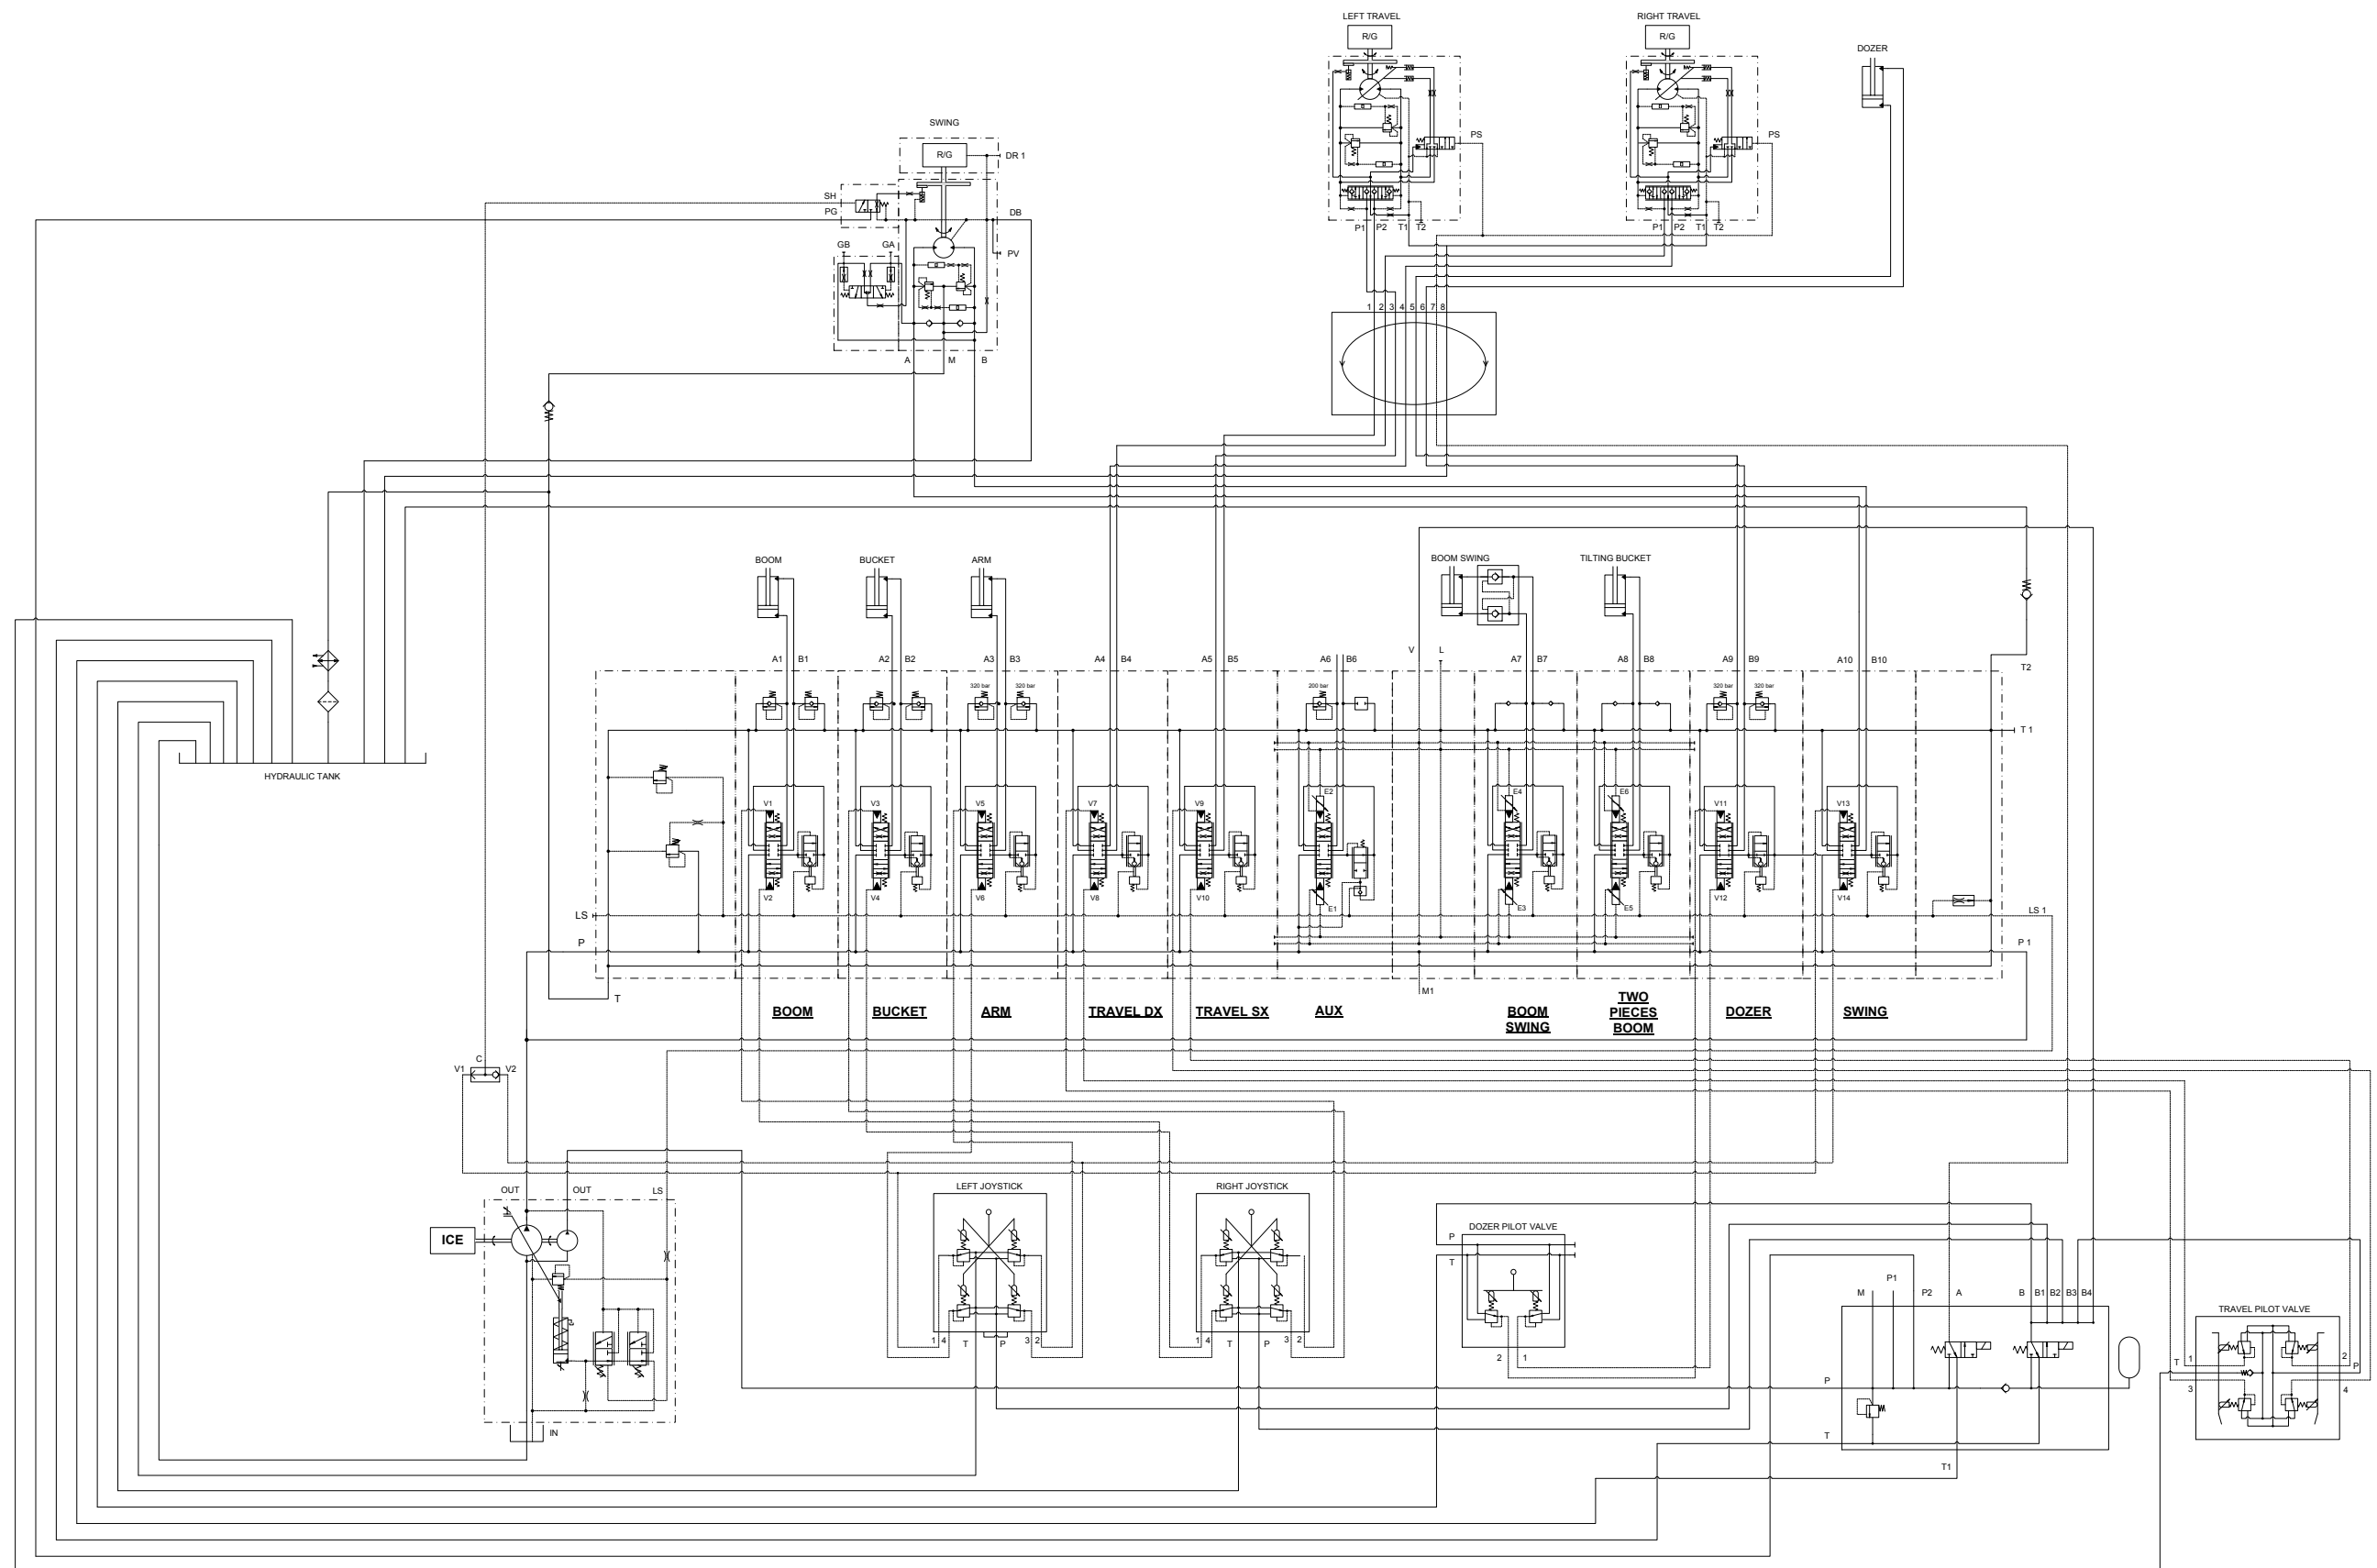 LEFT TRAVEL
RIGHT TRAVEL
R/G
R/G
DOZER
SWING
PS
PS
R/G
DR 1
SH
PG
DB
P1
P2
T1
T2
P1
P2
T1
T2
GB
GA
PV
1 2 3 4 5 6 7 8
A
M
B
BOOM
BUCKET
ARM
BOOM SWING
TILTING BUCKET
A1
B1
A2
B2
A3
B3
A4
B4
A5
B5
A6
B6
V
L
A7
B7
A8
B8
A9
B9
A10
B10
T2
320 bar
320 bar
200 bar
320 bar
320 bar
T 1
HYDRAULIC TANK
V1
V3
V5
V7
V9
E2
E4
E6
V11
V13
V2
V4
V6
V8
V10
E1
E3
E5
V12
V14
LS
LS 1
P
P 1
T
M1
BOOM
BUCKET
ARM
TRAVEL DX
TRAVEL SX
AUX
BOOM
SWING
TWO
PIECES
BOOM
DOZER
SWING
C
V1
V2
OUT
OUT
LS
LEFT JOYSTICK
RIGHT JOYSTICK
DOZER PILOT VALVE
ICE
P
T
M
P1
P2
A
B
B1
B2
B3
B4
TRAVEL PILOT VALVE
1
4
T
P
3
2
1
4
T
P
3
2
2
1
P
T
1
2
P
3
4
IN
T
T1